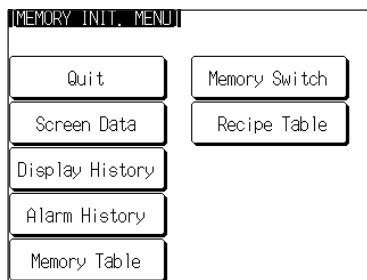 [MEMORY INIT. MENU]
Quit
Memory Switch
Screen Data
Recipe Table
Display History
Alarm History
Memory Table